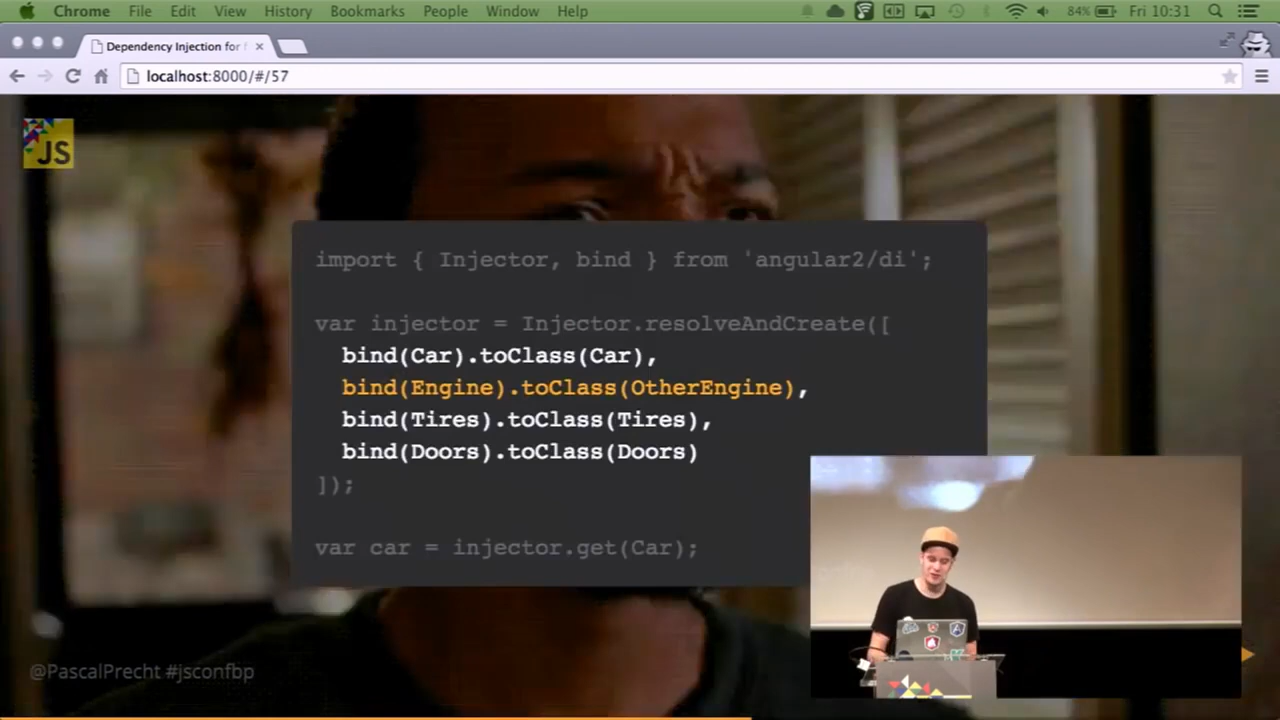 Chrome File Edit View History Bookmarks People Window Help 84% Fri 10:31
Dependency Injection for f
localhost:8000/#/57
JS
import { Injector, bind } from 'angular2/di';
var injector = Injector.resolveAndCreate([
bind(Car).toClass(Car),
bind(Engine).toClass(OtherEngine),
bind(Tires).toClass(Tires),
bind(Doors).toClass(Doors)
]);
var car = injector.get(Car);
@PascalPrecht #jsconfbp